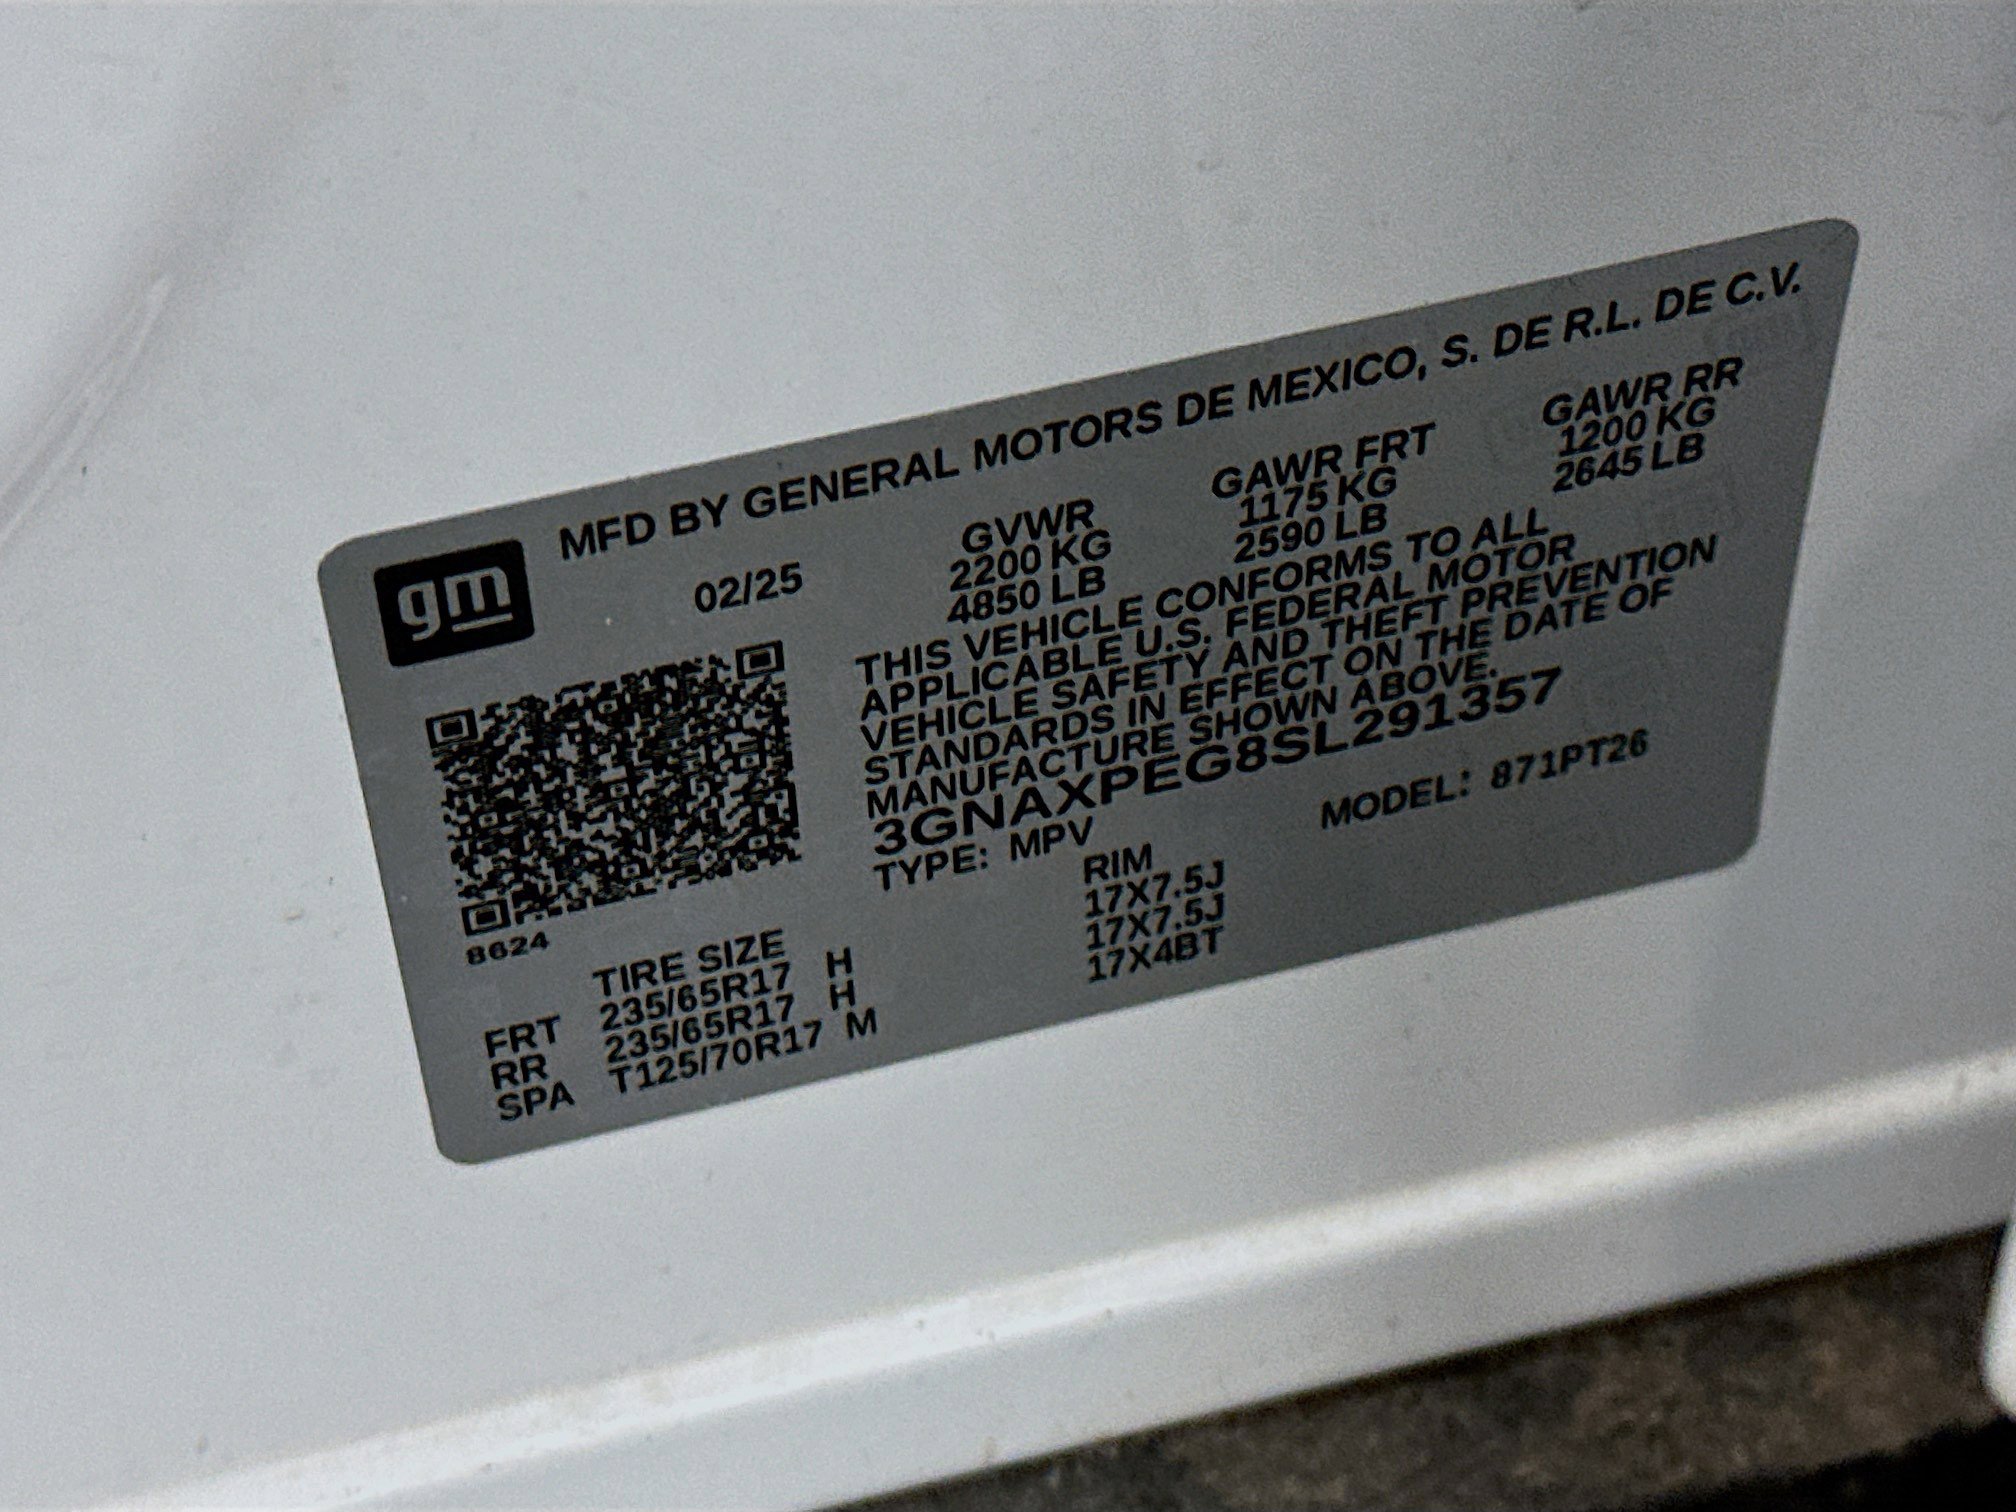 gm
MFD BY GENERAL MOTORS DE MEXICO, S. DE R.L. DE C.V.
02/25
GVWR
2200 KG
4850 LB
GAWR FRT
1175 KG
2590 LB
GAWR RR
1200 KG
2645 LB
THIS VEHICLE CONFORMS TO ALL
APPLICABLE U.S. FEDERAL MOTOR
VEHICLE SAFETY AND THEFT PREVENTION
STANDARDS IN EFFECT ON THE DATE OF
MANUFACTURE SHOWN ABOVE.
3GNAXPEG8SL291357
TYPE: MPV
MODEL: 871PT26
8624
TIRE SIZE RIM
FRT 235/65R17 H 17X7.5J
RR 235/65R17 H 17X7.5J
SPA T125/70R17 M 17X4BT